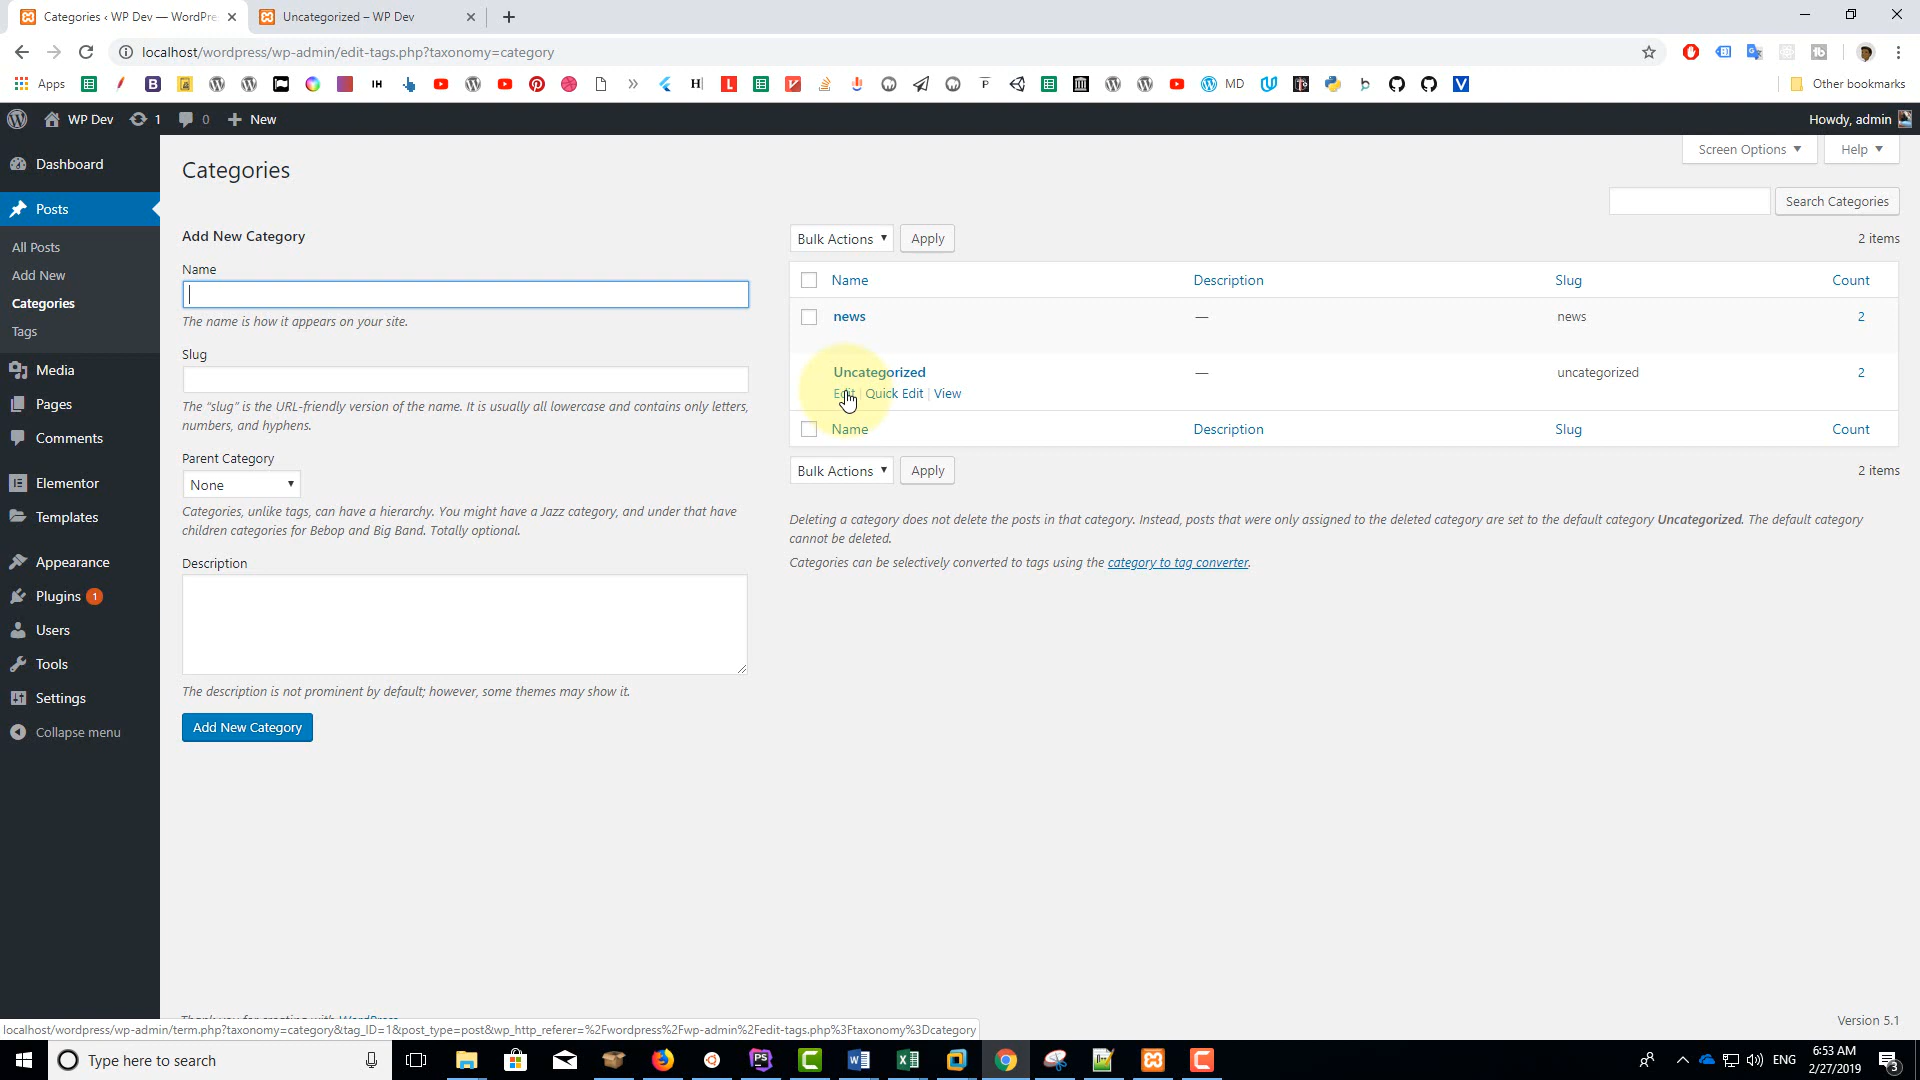 Categories ‹ WP Dev — WordPre
Uncategorized – WP Dev
localhost/wordpress/wp-admin/edit-tags.php?taxonomy=category
Apps
MD
Other bookmarks
WP Dev
1
0
New
Howdy, admin
Dashboard
Posts
All Posts
Add New
Categories
Tags
Media
Pages
Comments
Elementor
Templates
Appearance
Plugins 1
Users
Tools
Settings
Collapse menu
Screen Options
Help
Categories
Search Categories
Add New Category
Name
The name is how it appears on your site.
Slug
The “slug” is the URL-friendly version of the name. It is usually all lowercase and contains only letters,
numbers, and hyphens.
Parent Category
None
Categories, unlike tags, can have a hierarchy. You might have a Jazz category, and under that have
children categories for Bebop and Big Band. Totally optional.
Description
The description is not prominent by default; however, some themes may show it.
Add New Category
Bulk Actions
Apply
2 items
Name Description Slug Count
news — news 2
Uncategorized — uncategorized 2
Edit | Quick Edit | View
Name Description Slug Count
Bulk Actions
Apply
2 items
Deleting a category does not delete the posts in that category. Instead, posts that were only assigned to the deleted category are set to the default category Uncategorized. The default category
cannot be deleted.
Categories can be selectively converted to tags using the category to tag converter.
Version 5.1
localhost/wordpress/wp-admin/term.php?taxonomy=category&tag_ID=1&post_type=post&wp_http_referer=%2Fwordpress%2Fwp-admin%2Fedit-tags.php%3Ftaxonomy%3Dcategory
Type here to search
ENG
6:53 AM
2/27/2019
3